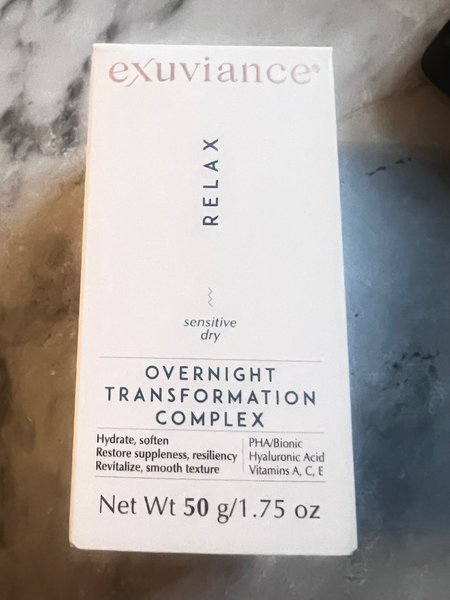 exuviance®
RELAX
sensitive
dry
OVERNIGHT
TRANSFORMATION
COMPLEX
Hydrate, soften
Restore suppleness, resiliency
Revitalize, smooth texture
PHA/Bionic
Hyaluronic Acid
Vitamins A, C, E
Net Wt 50 g/1.75 oz